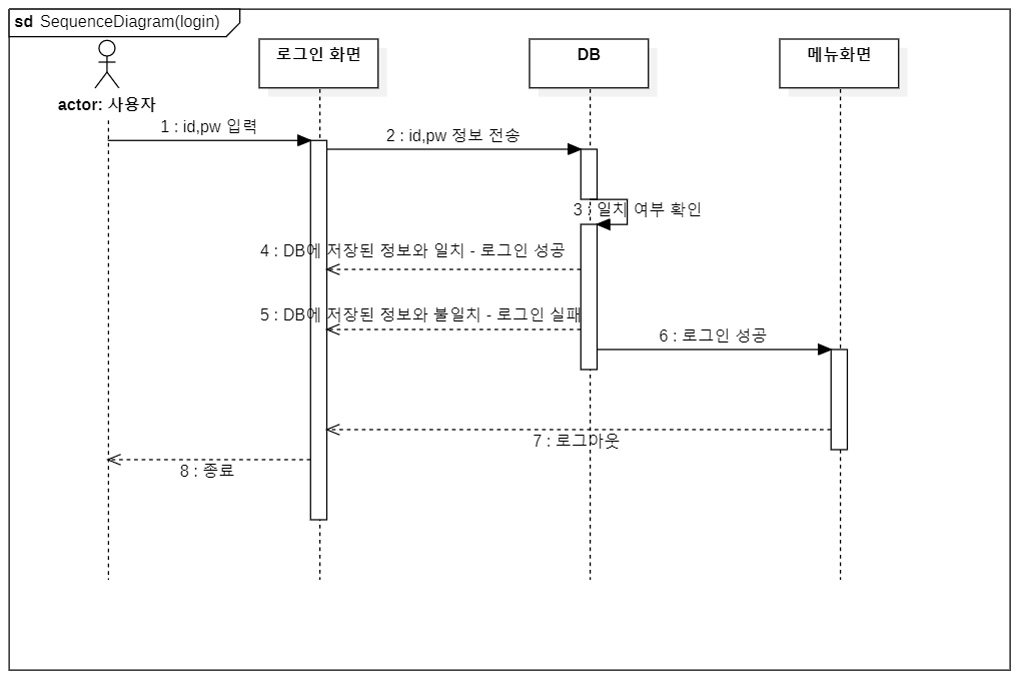 sd SequenceDiagram(login)
로그인 화면
DB
메뉴화면
actor: 사용자
1 : id,pw 입력
2 : id,pw 정보 전송
3 : 일치 여부 확인
4 : DB에 저장된 정보와 일치 - 로그인 성공
5 : DB에 저장된 정보와 불일치 - 로그인 실패
6 : 로그인 성공
7 : 로그아웃
8 : 종료